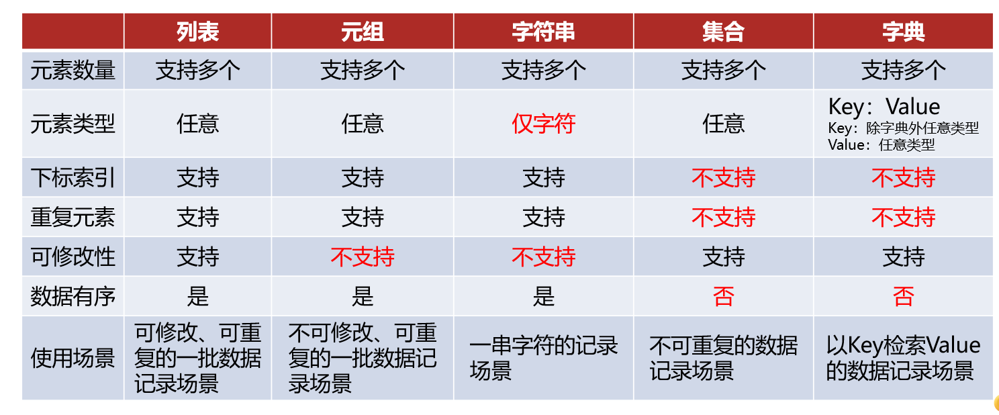 列表 元组 字符串 集合 字典
元素数量 支持多个 支持多个 支持多个 支持多个 支持多个
元素类型 任意 任意 仅字符 任意 Key：Value
Key：除字典外任意类型
Value：任意类型
下标索引 支持 支持 支持 不支持 不支持
重复元素 支持 支持 支持 不支持 不支持
可修改性 支持 不支持 不支持 支持 支持
数据有序 是 是 是 否 否
使用场景
可修改、可重
复的一批数据
记录场景
不可修改、可重
复的一批数据记
录场景
一串字符的记录
场景
不可重复的数据
记录场景
以Key检索Value
的数据记录场景